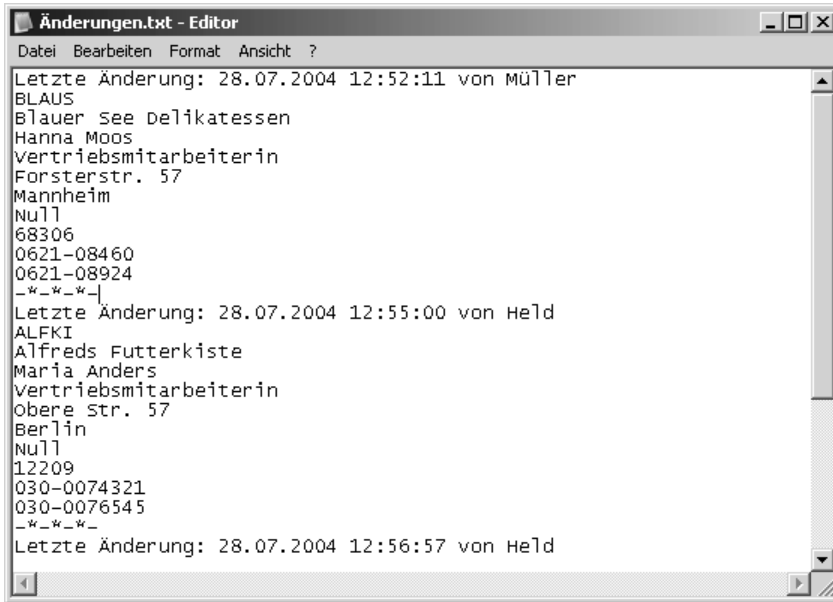 Änderungen.txt - Editor
Datei Bearbeiten Format Ansicht ?
Letzte Änderung: 28.07.2004 12:52:11 von Müller
BLAUS
Blauer See Delikatessen
Hanna Moos
Vertriebsmitarbeiterin
Forsterstr. 57
Mannheim
Null
68306
0621-08460
0621-08924
-*-*-*-
Letzte Änderung: 28.07.2004 12:55:00 von Held
ALFKI
Alfreds Futterkiste
Maria Anders
Vertriebsmitarbeiterin
Obere Str. 57
Berlin
Null
12209
030-0074321
030-0076545
-*-*-*-
Letzte Änderung: 28.07.2004 12:56:57 von Held